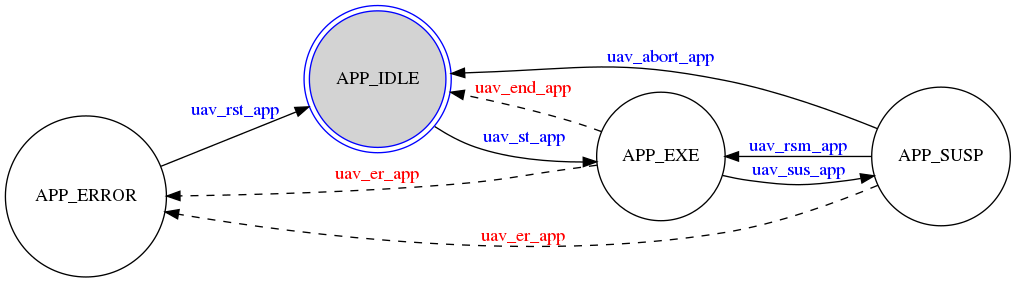 uav_abort_app
APP_IDLE
uav_end_app
uav_rst_app
uav_st_app
uav_rsm_app
APP_EXE
APP_SUSP
uav_er_app
uav_sus_app
APP_ERROR
uav_er_app